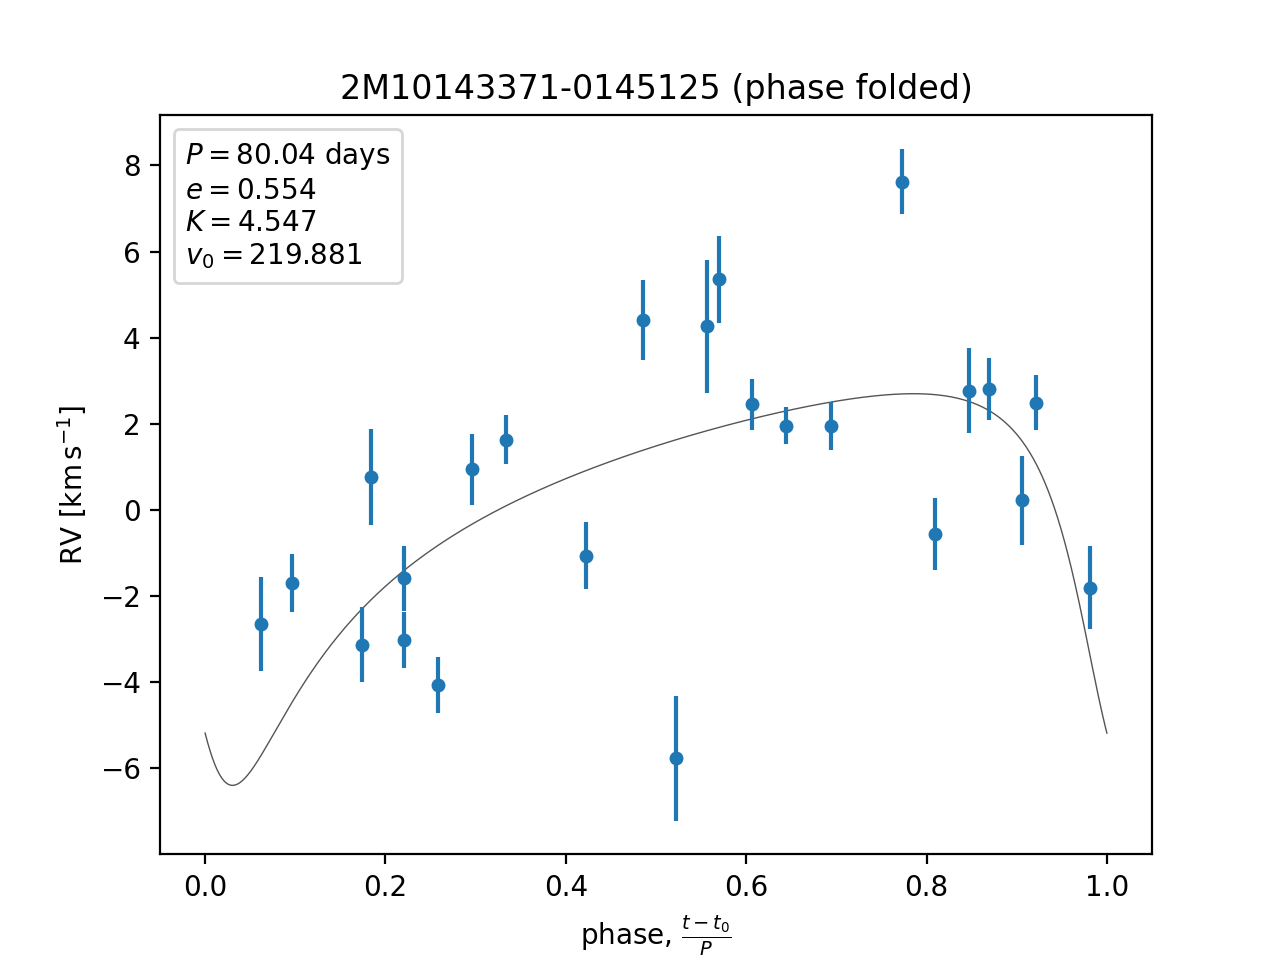 2M10143371-0145125 (phase folded)
P = 80.04 days
e = 0.554
K = 4.547
v₀ = 219.881
8
6
4
2
0
−2
−4
−6
RV [km s⁻¹]
0.0 0.2 0.4 0.6 0.8 1.0
phase, (t − t₀)/P